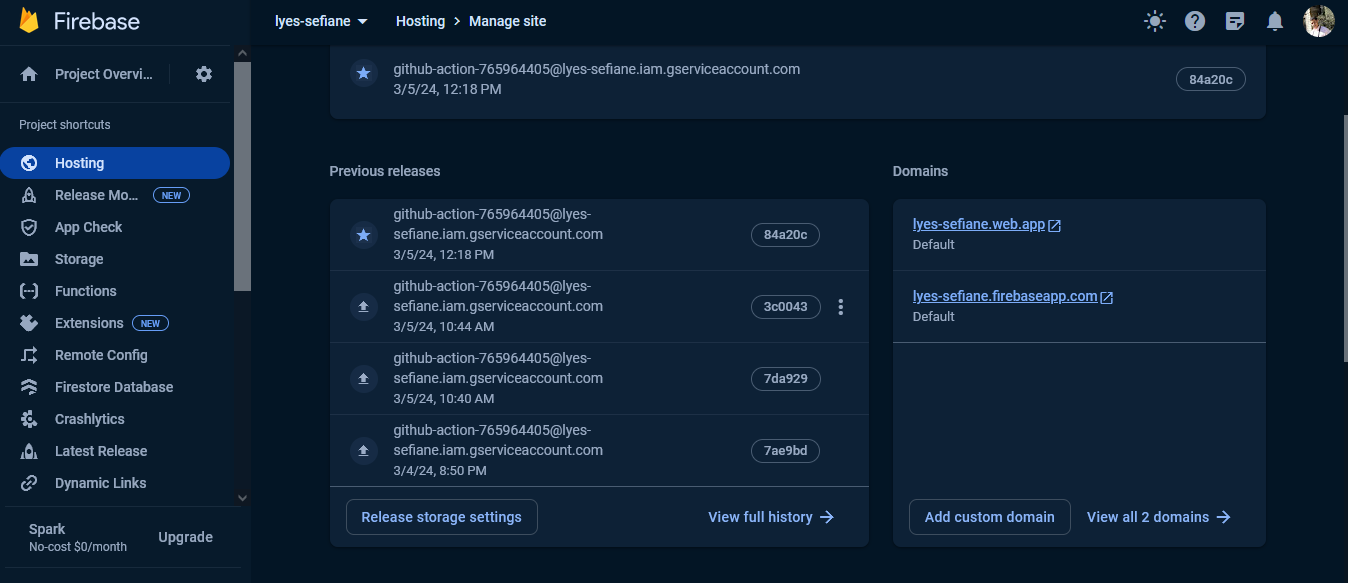 Firebase
lyes-sefiane
Hosting > Manage site
Project Overvi...
Project shortcuts
Hosting
Release Mo... NEW
App Check
Storage
Functions
Extensions NEW
Remote Config
Firestore Database
Crashlytics
Latest Release
Dynamic Links
Spark
No-cost $0/month
Upgrade
github-action-765964405@lyes-sefiane.iam.gserviceaccount.com
3/5/24, 12:18 PM
84a20c
Previous releases
github-action-765964405@lyes-
sefiane.iam.gserviceaccount.com
3/5/24, 12:18 PM
84a20c
github-action-765964405@lyes-
sefiane.iam.gserviceaccount.com
3/5/24, 10:44 AM
3c0043
github-action-765964405@lyes-
sefiane.iam.gserviceaccount.com
3/5/24, 10:40 AM
7da929
github-action-765964405@lyes-
sefiane.iam.gserviceaccount.com
3/4/24, 8:50 PM
7ae9bd
Release storage settings
View full history
Domains
lyes-sefiane.web.app
Default
lyes-sefiane.firebaseapp.com
Default
Add custom domain
View all 2 domains